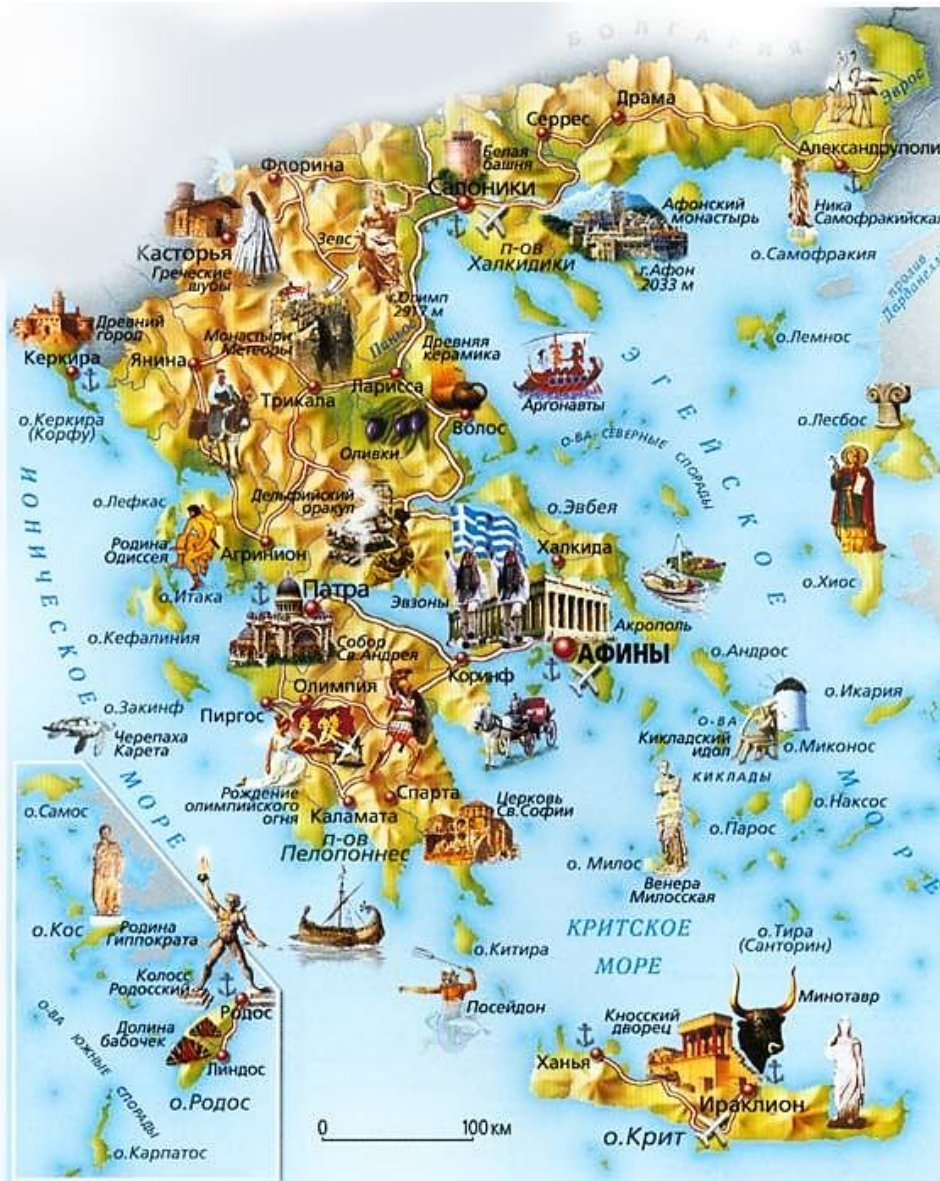 БОЛГАРИЯ
Эврос
Драма
Серрес
Александруполи
Белая
башня
Флорина
Салоники
Афонский
монастырь
Ника
Самофракийская
Зевс
п-ов
Халкидики
Касторья
Греческие
шубы
г.Афон
2033 м
о.Самофракия
пролив
Дарданеллы
г.Олимп
2917 м
Древний
город
Монастыри
Метеоры
Древняя
керамика
о.Лемнос
Керкира
Янина
Ларисса
Трикала
Аргонавты
ЭГЕЙСКОЕ
МОРЕ
о.Керкира
(Корфу)
Волос
О-ВА СЕВЕРНЫЕ СПОРАДЫ
о.Лесбос
Оливки
ИОНИЧЕСКОЕ
МОРЕ
о.Лефкас
Дельфийский
оракул
о.Эвбея
Родина
Одиссея
Агринион
Халкида
о.Хиос
о.Итака
Патра
Эвзоны
Акрополь
о.Кефалиния
Собор
Св.Андрея
Коринф
АФИНЫ
о.Андрос
о.Закинф
Олимпия
Пиргос
о.Икария
Черепаха
Карета
О-ВА
КИКЛАДЫ
Кикладский
идол
о.Миконос
Рождение
олимпийского
огня
Спарта
Каламата
Церковь
Св.Софии
о.Наксос
о.Парос
п-ов
Пелопоннес
о. Милос
Венера
Милосская
о.Самос
о.Кос
Родина
Гиппократа
КРИТСКОЕ
МОРЕ
о.Тира
(Санторин)
о.Китира
Колосс
Родосский
Родос
Посейдон
Минотавр
Кносский
дворец
О-ВА ЮЖНЫЕ СПОРАДЫ
Долина
бабочек
Линдос
Ханья
о.Родос
Ираклион
0 100 км
о.Крит
о.Карпатос